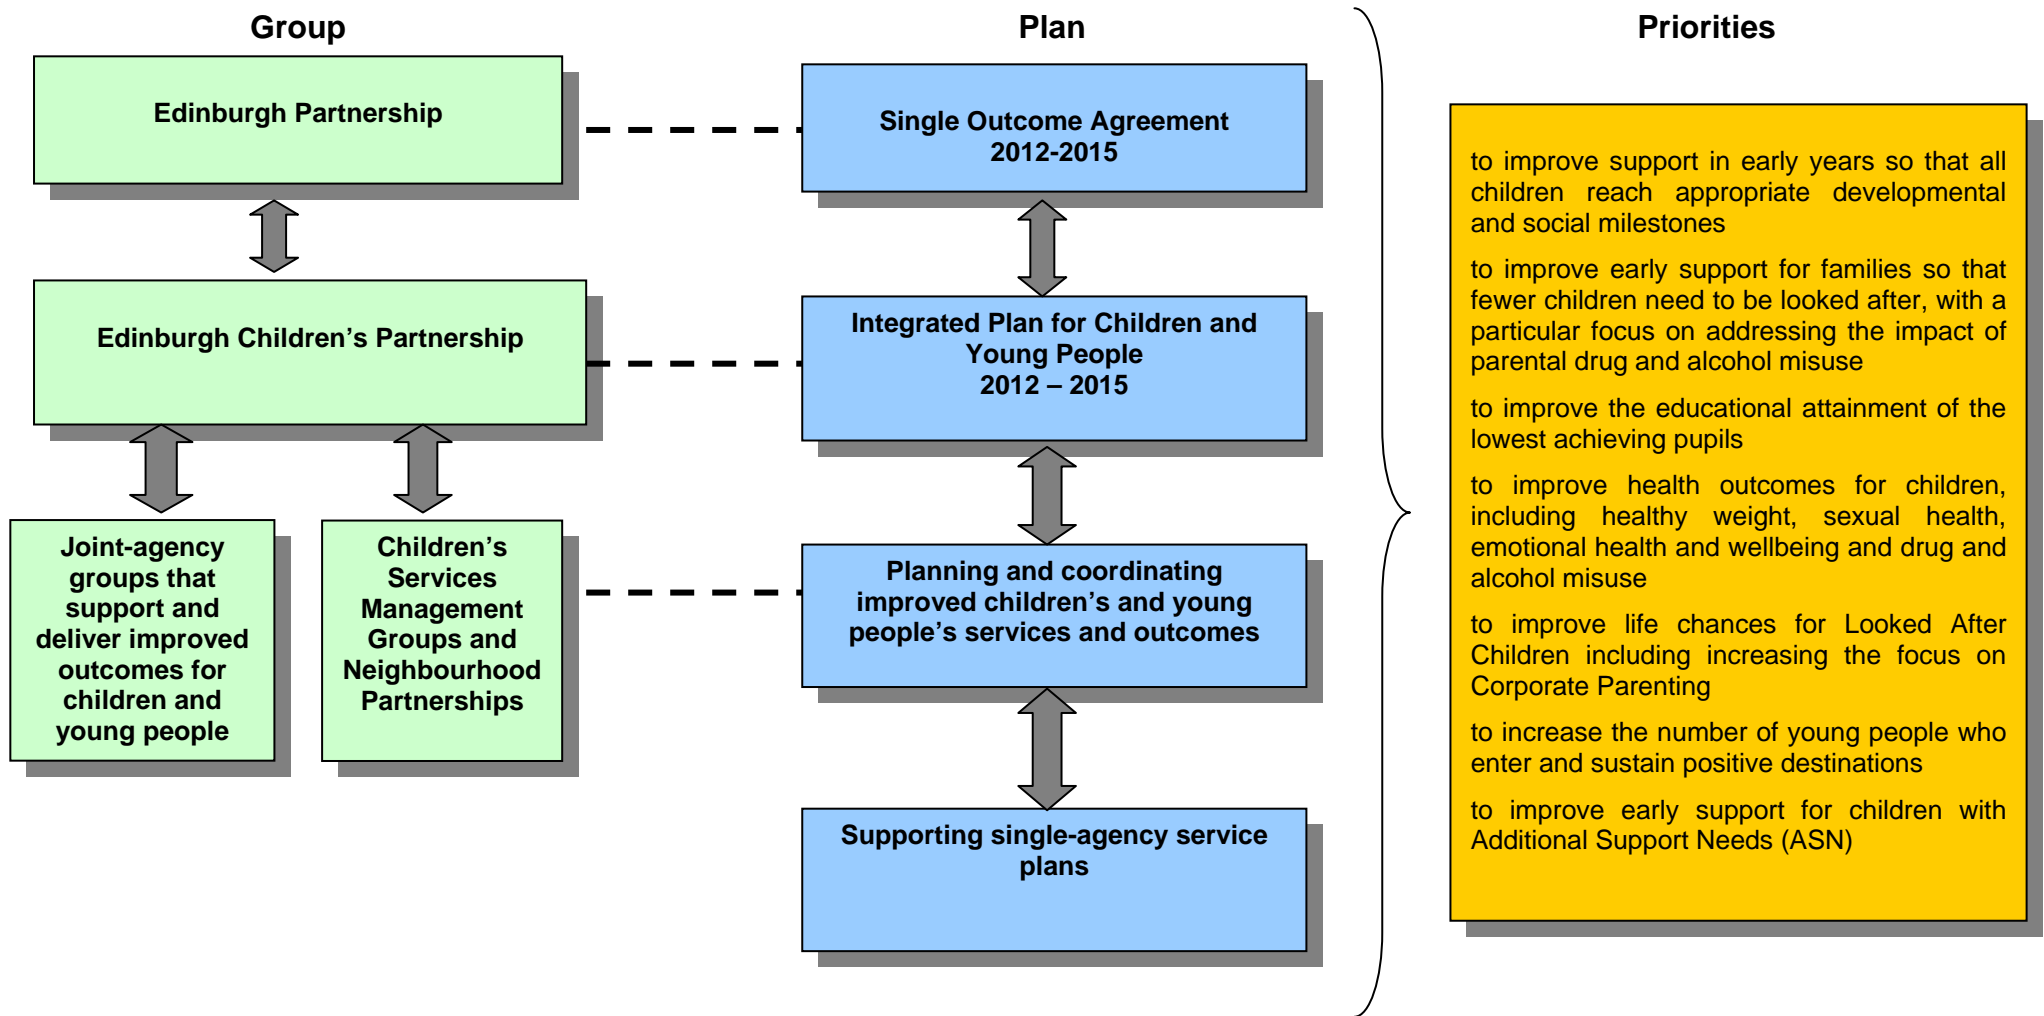 Group
Edinburgh Partnership
Edinburgh Children’s Partnership
Joint-agency
groups that
support and
deliver improved
outcomes for
children and
young people
Children’s
Services
Management
Groups and
Neighbourhood
Partnerships
Plan
Single Outcome Agreement
2012-2015
Integrated Plan for Children and
Young People
2012 – 2015
Planning and coordinating
improved children’s and young
people’s services and outcomes
Supporting single-agency service
plans
Priorities
to improve support in early years so that all
children reach appropriate developmental
and social milestones
to improve early support for families so that
fewer children need to be looked after, with a
particular focus on addressing the impact of
parental drug and alcohol misuse
to improve the educational attainment of the
lowest achieving pupils
to improve health outcomes for children,
including healthy weight, sexual health,
emotional health and wellbeing and drug and
alcohol misuse
to improve life chances for Looked After
Children including increasing the focus on
Corporate Parenting
to increase the number of young people who
enter and sustain positive destinations
to improve early support for children with
Additional Support Needs (ASN)